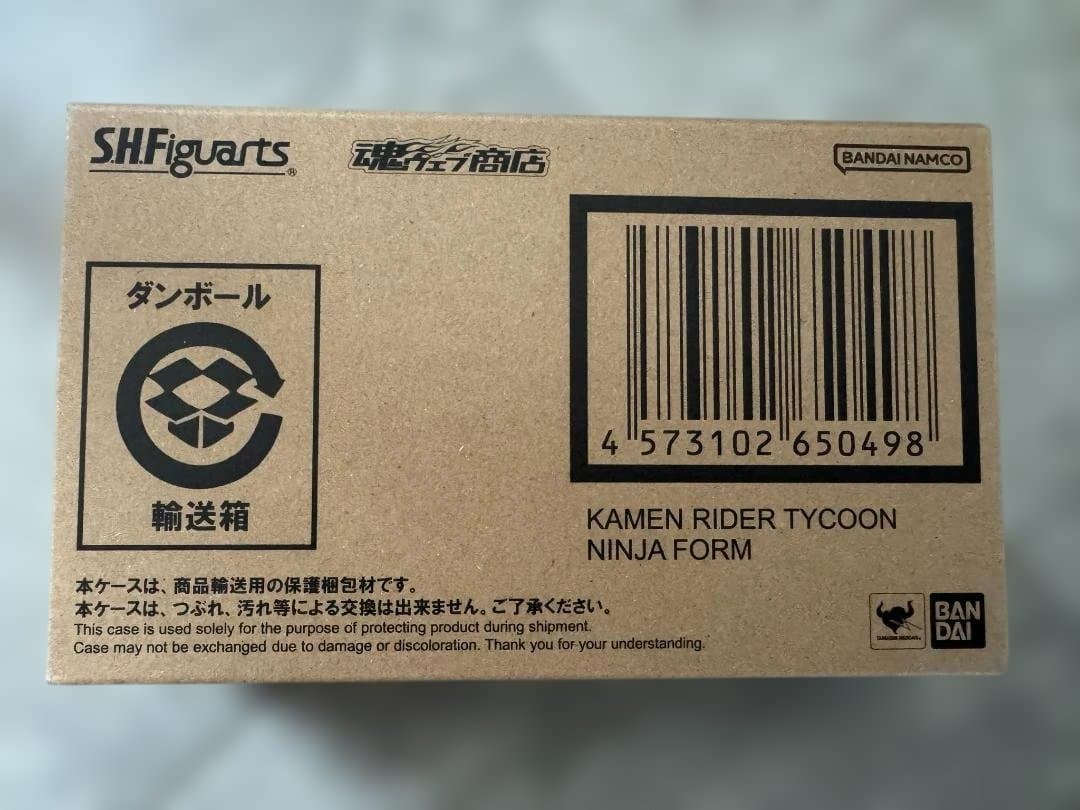 S.H.Figuarts®
魂ウェブ商店
BANDAI NAMCO
ダンボール
輸送箱
4 573102 650498
KAMEN RIDER TYCOON
NINJA FORM
本ケースは、商品輸送用の保護梱包材です。
本ケースは、つぶれ、汚れ等による交換は出来ません。ご了承ください。
This case is used solely for the purpose of protecting product during shipment.
Case may not be exchanged due to damage or discoloration. Thank you for your understanding.
TAMASHII NATIONS
BAN
DAI